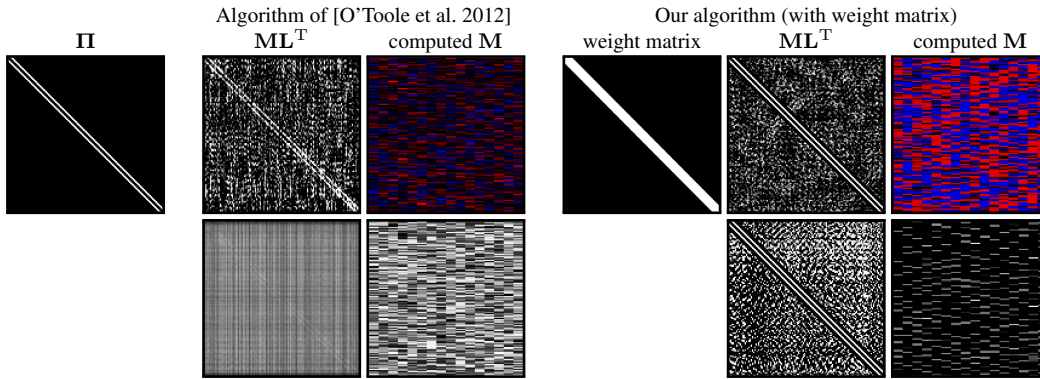 Algorithm of [O'Toole et al. 2012]
Our algorithm (with weight matrix)
Π
MLᵀ
computed M
weight matrix
MLᵀ
computed M